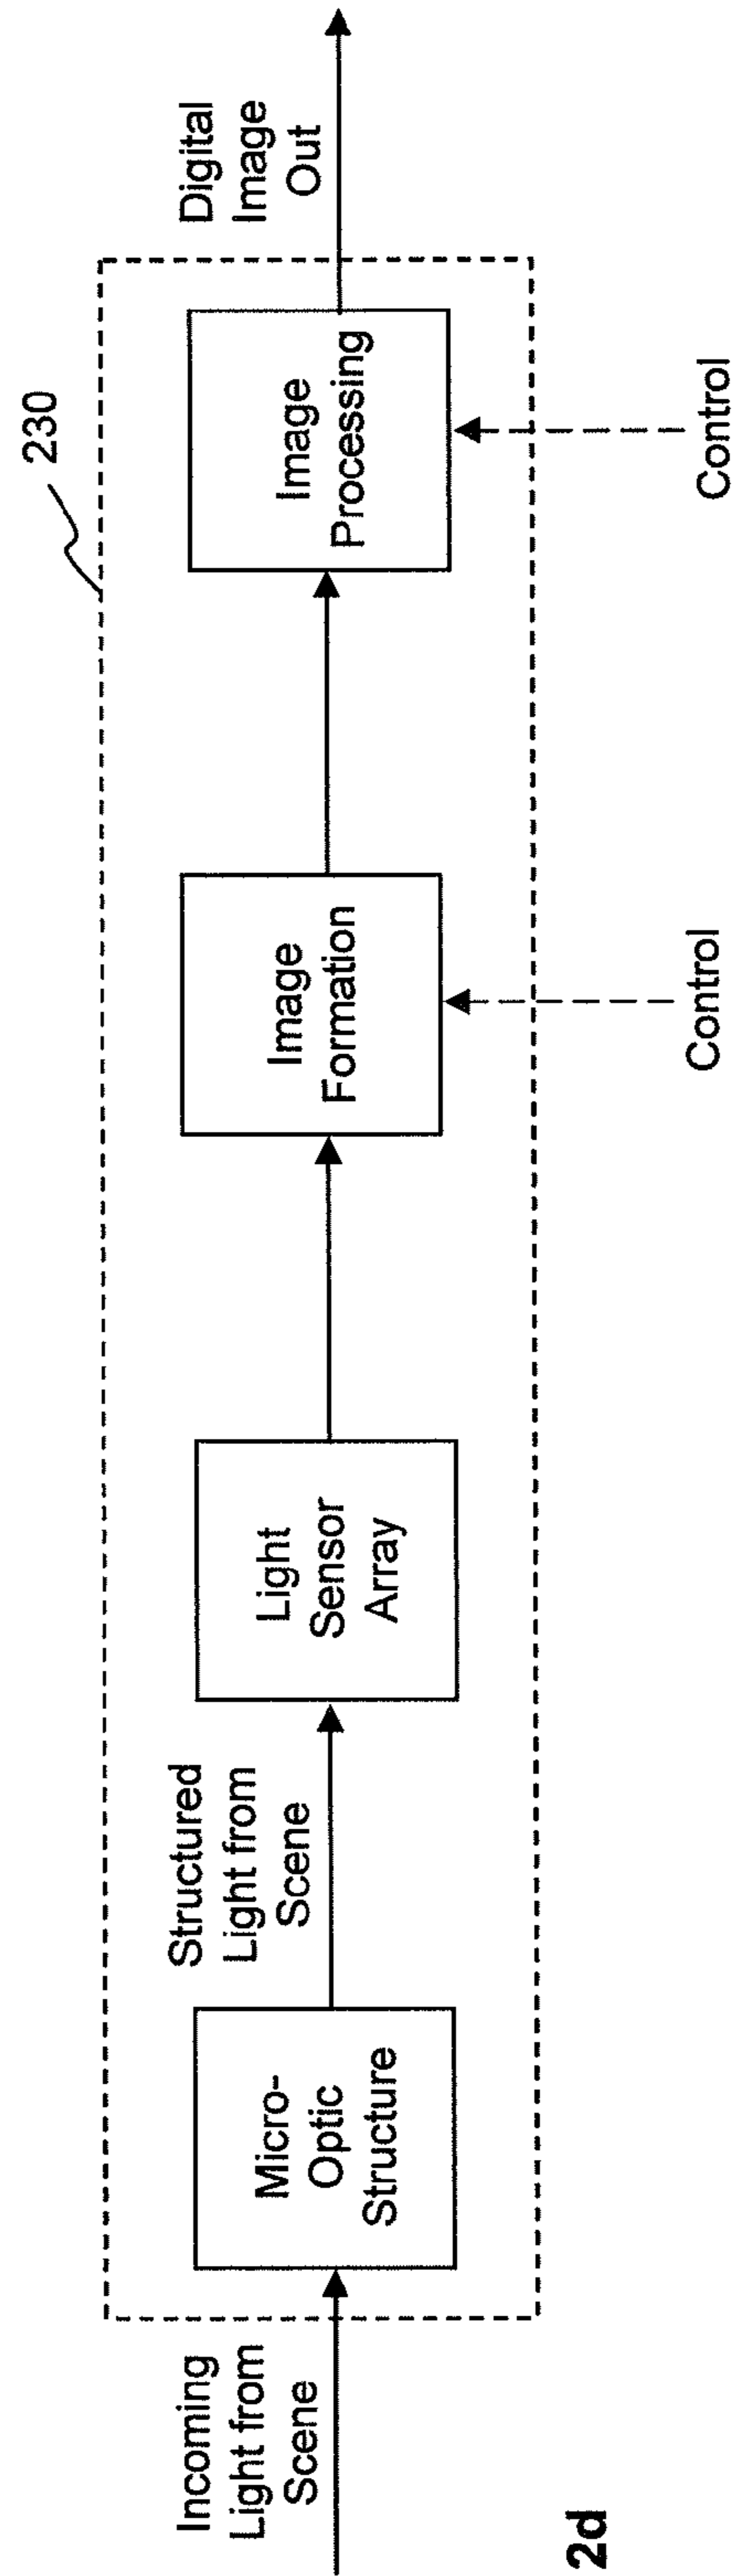 230
Incoming
Light from
Scene
Micro-
Optic
Structure
Structured
Light from
Scene
Light
Sensor
Array
Image
Formation
Image
Processing
Digital
Image
Out
Control
Control
2d